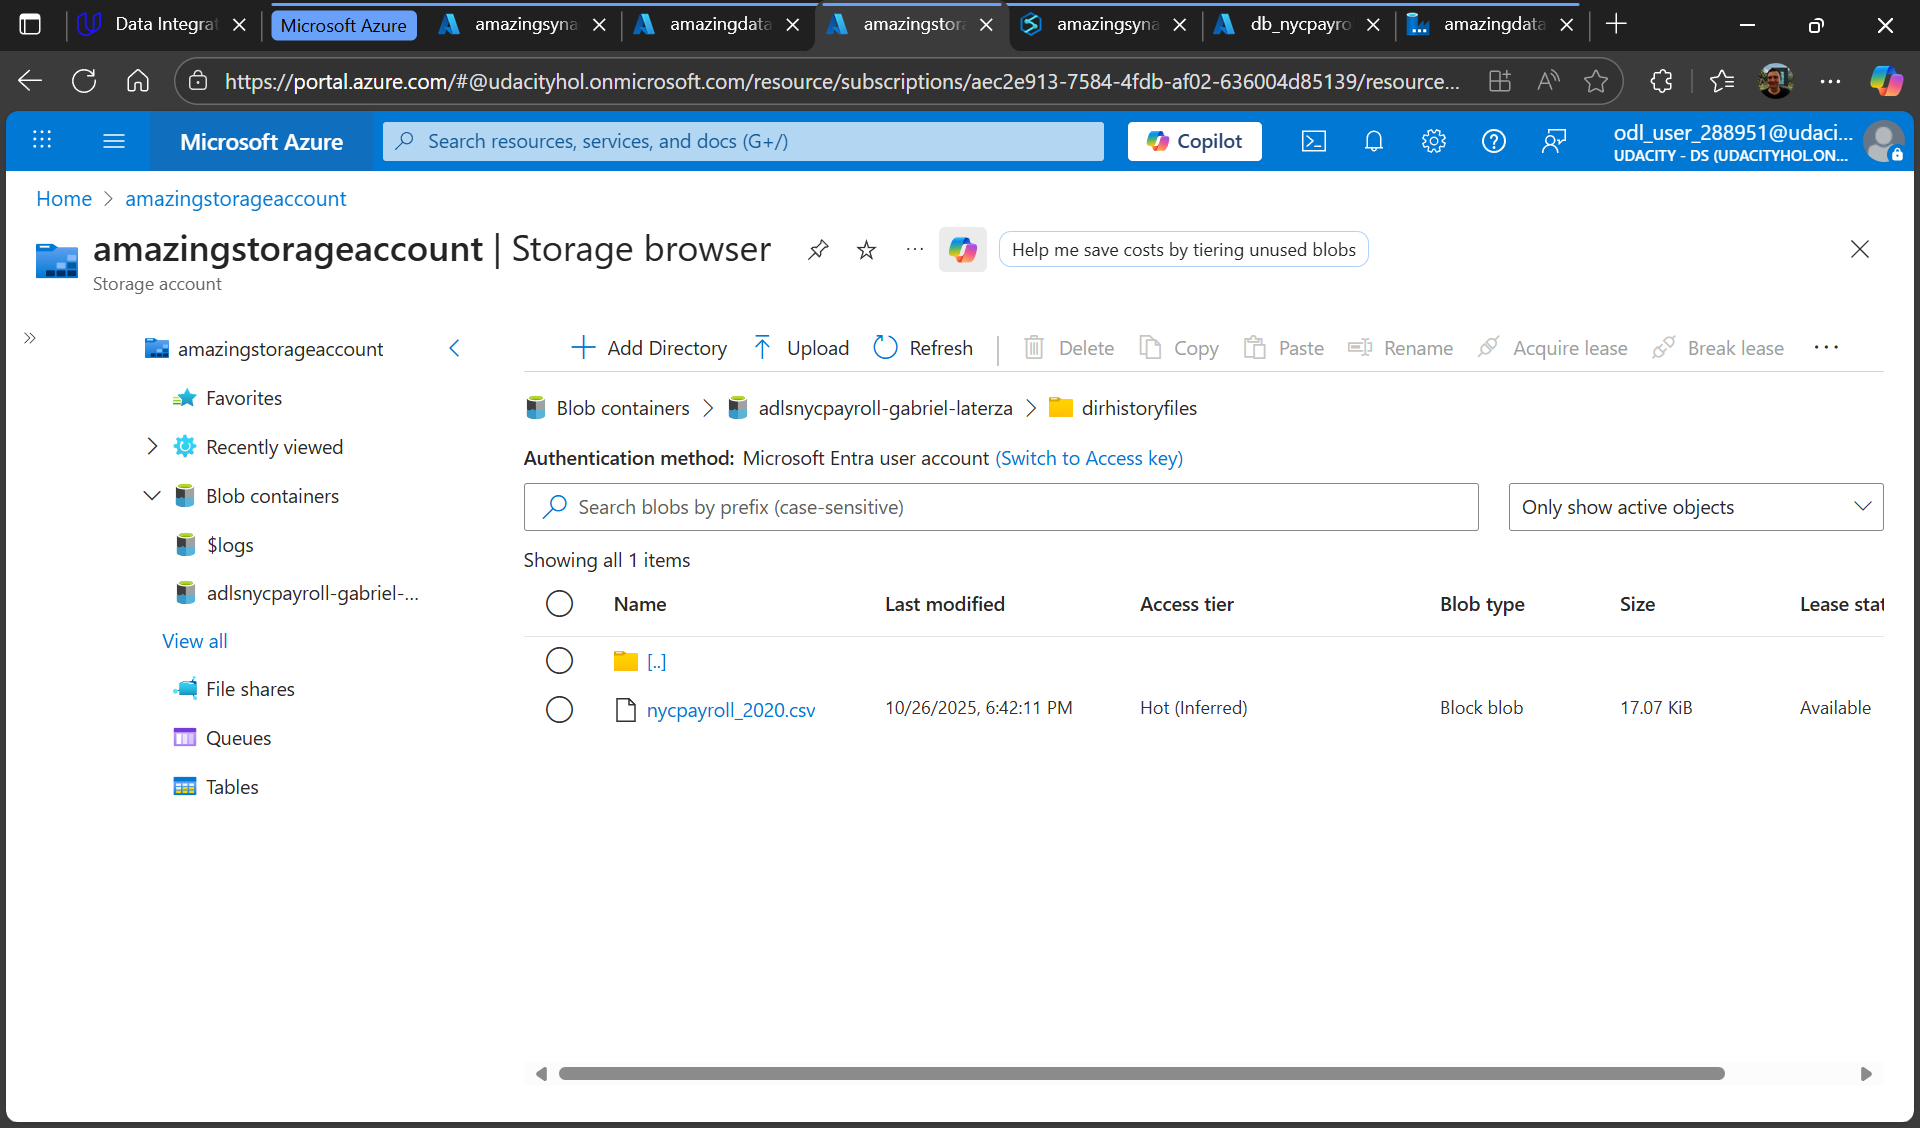 Data Integrat
Microsoft Azure
amazingsyna
amazingdata
amazingstora
amazingsyna
db_nycpayro
amazingdata
https://portal.azure.com/#@udacityhol.onmicrosoft.com/resource/subscriptions/aec2e913-7584-4fdb-af02-636004d85139/resource...
Microsoft Azure
Search resources, services, and docs (G+/)
Copilot
odl_user_288951@udaci...
UDACITY - DS (UDACITYHOL.ON...
Home > amazingstorageaccount
amazingstorageaccount | Storage browser
Help me save costs by tiering unused blobs
Storage account
amazingstorageaccount
Favorites
Recently viewed
Blob containers
$logs
adlsnycpayroll-gabriel-...
View all
File shares
Queues
Tables
Add Directory
Upload
Refresh
Delete
Copy
Paste
Rename
Acquire lease
Break lease
Blob containers > adlsnycpayroll-gabriel-laterza > dirhistoryfiles
Authentication method: Microsoft Entra user account (Switch to Access key)
Search blobs by prefix (case-sensitive)
Only show active objects
Showing all 1 items
Name Last modified Access tier Blob type Size Lease stat
[..]
nycpayroll_2020.csv 10/26/2025, 6:42:11 PM Hot (Inferred) Block blob 17.07 KiB Available